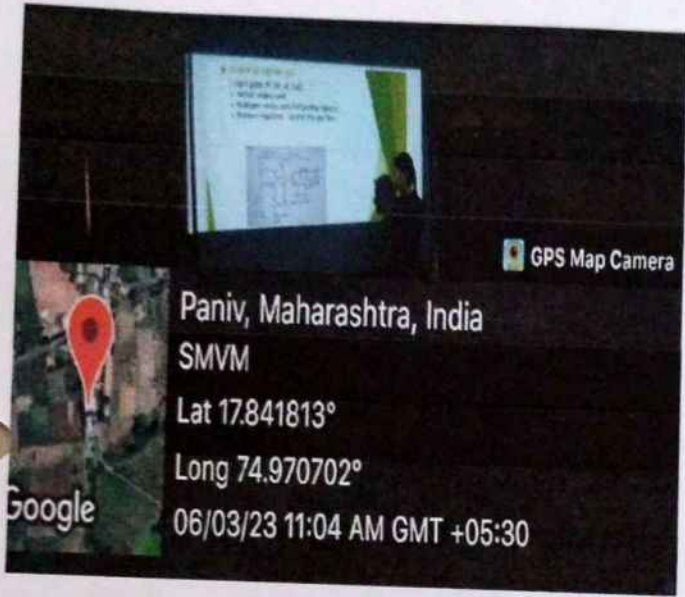 GPS Map Camera
Paniv, Maharashtra, India
SMVM
Lat 17.841813°
Long 74.970702°
06/03/23 11:04 AM GMT +05:30
Google